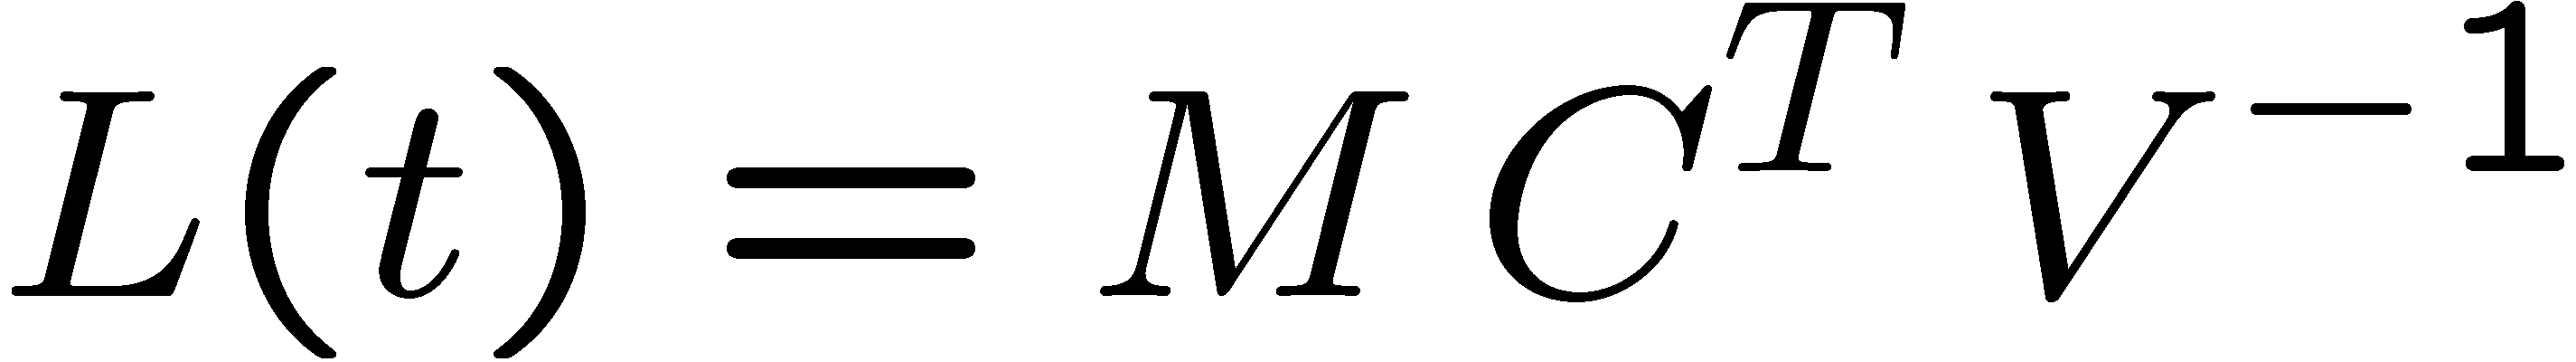 L(t) = M C^T V^{-1}